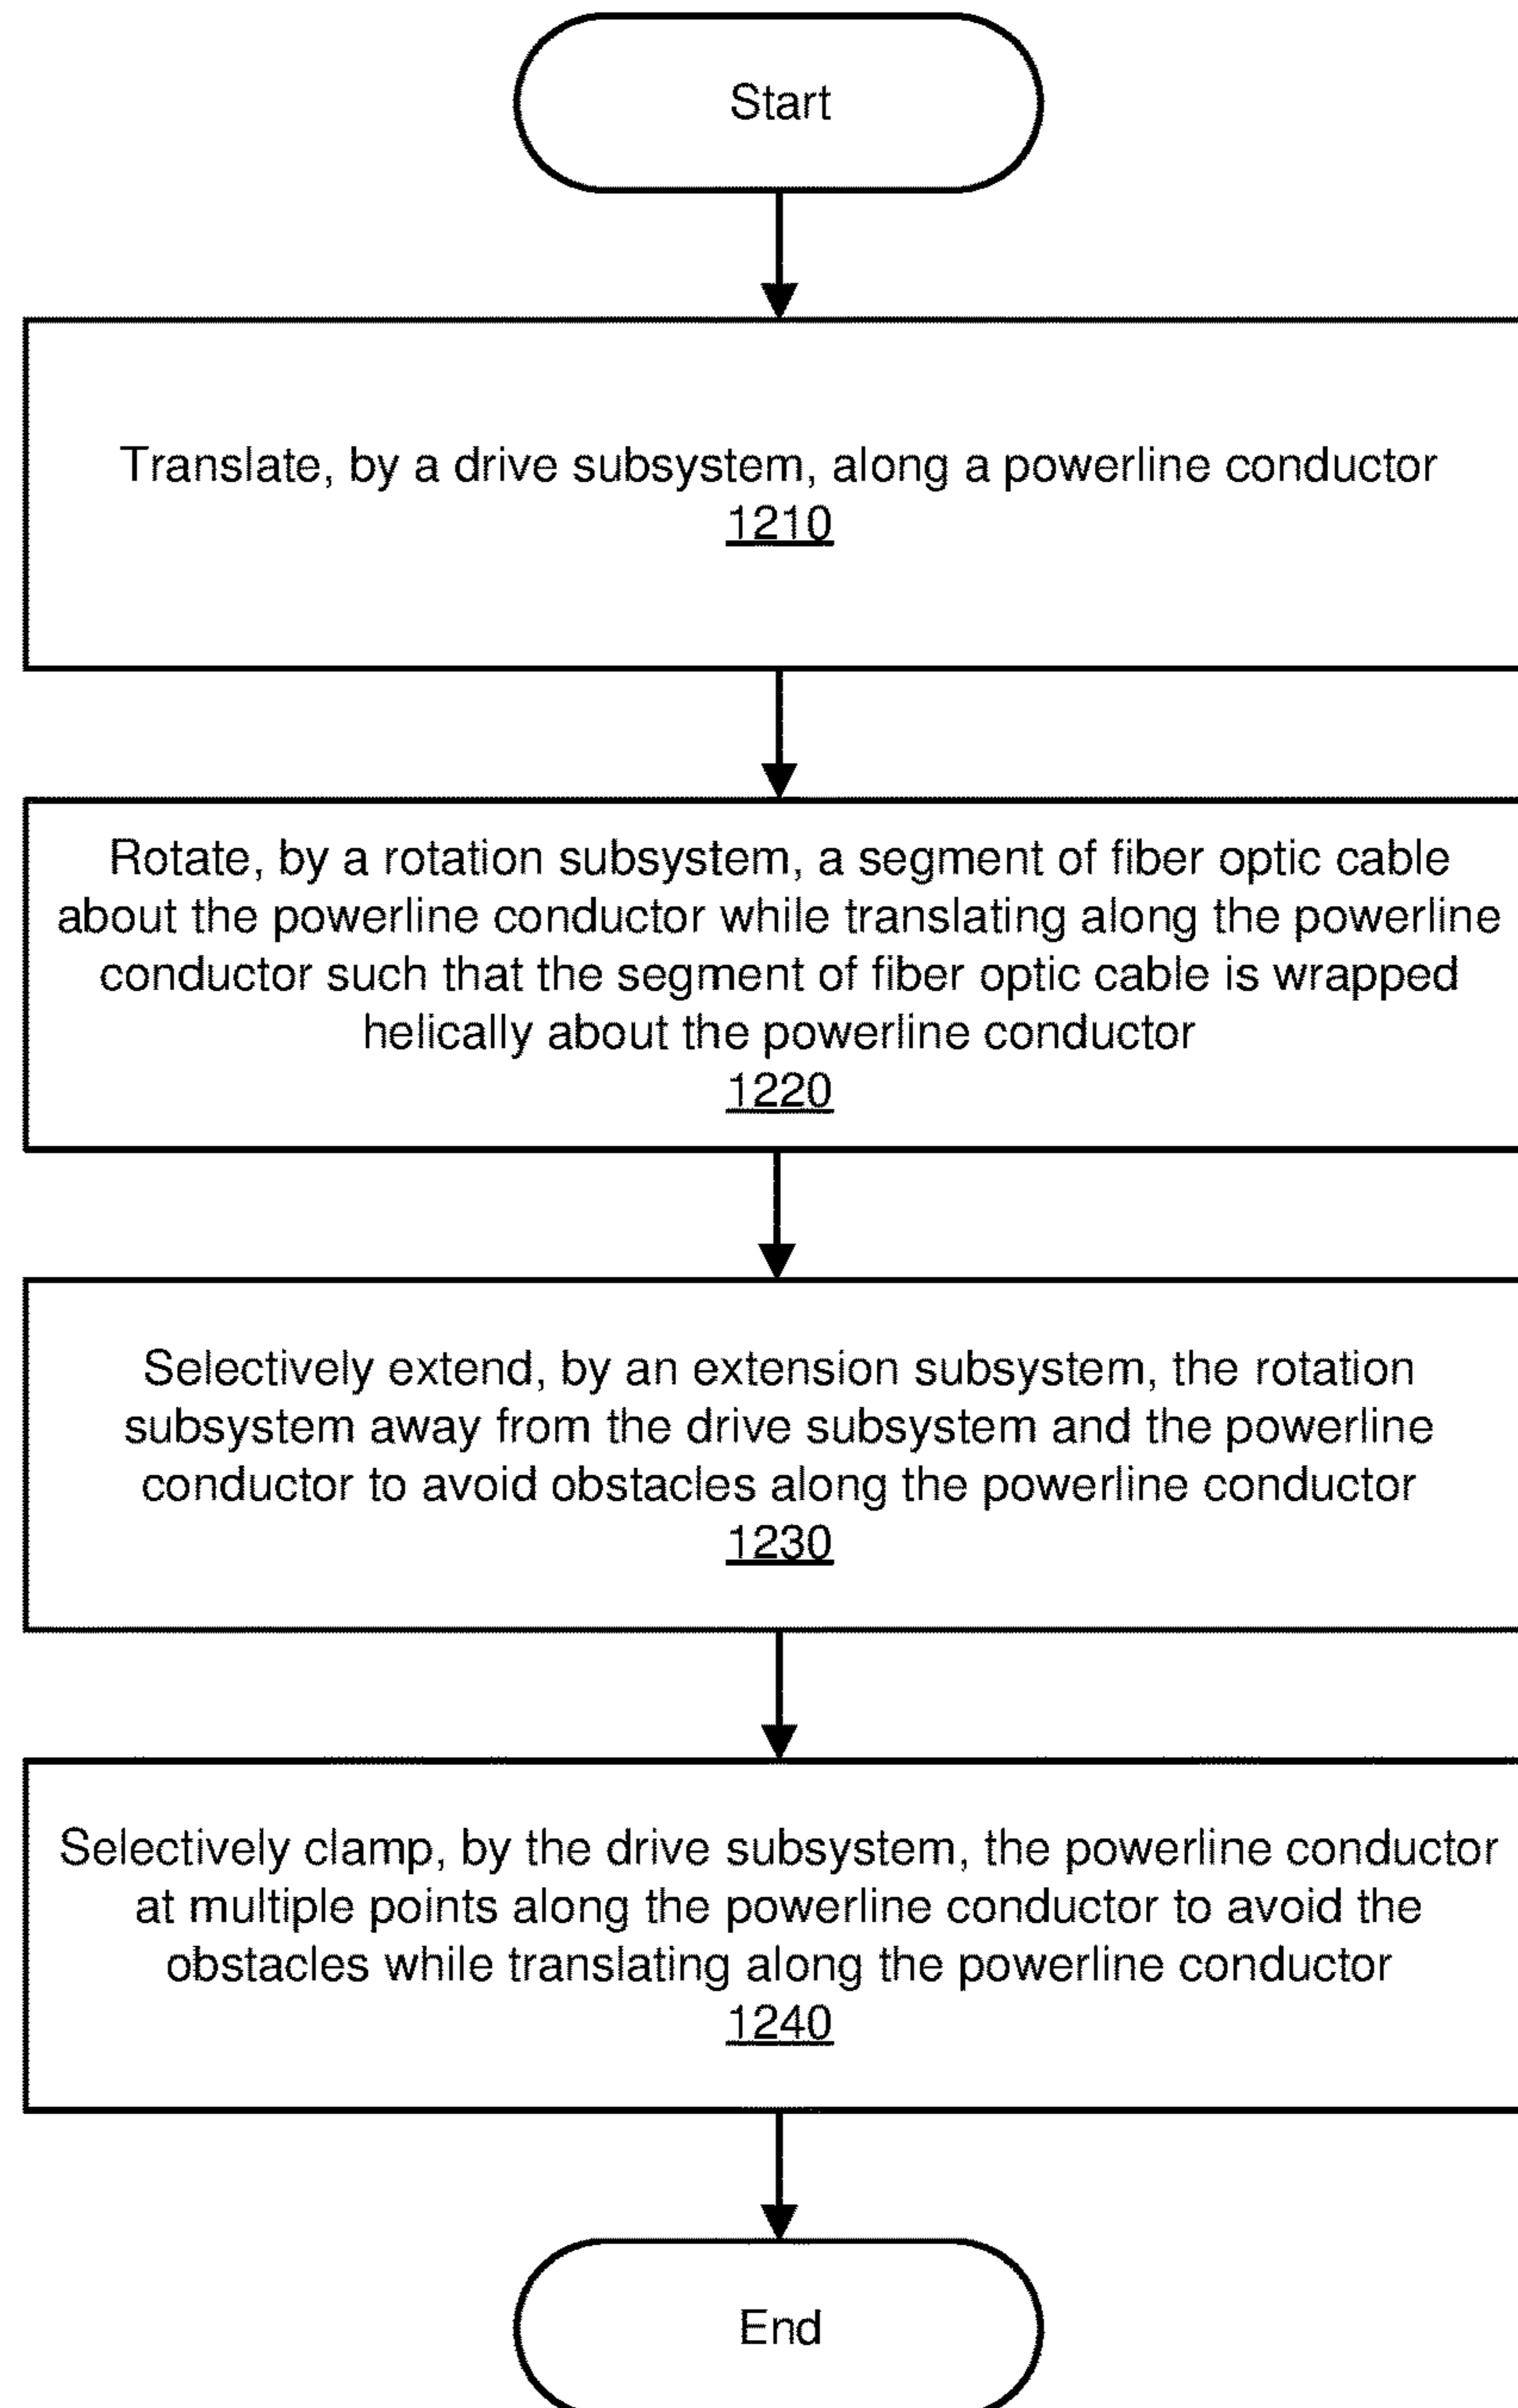 Start
Translate, by a drive subsystem, along a powerline conductor
1210
Rotate, by a rotation subsystem, a segment of fiber optic cable
about the powerline conductor while translating along the powerline
conductor such that the segment of fiber optic cable is wrapped
helically about the powerline conductor
1220
Selectively extend, by an extension subsystem, the rotation
subsystem away from the drive subsystem and the powerline
conductor to avoid obstacles along the powerline conductor
1230
Selectively clamp, by the drive subsystem, the powerline conductor
at multiple points along the powerline conductor to avoid the
obstacles while translating along the powerline conductor
1240
End